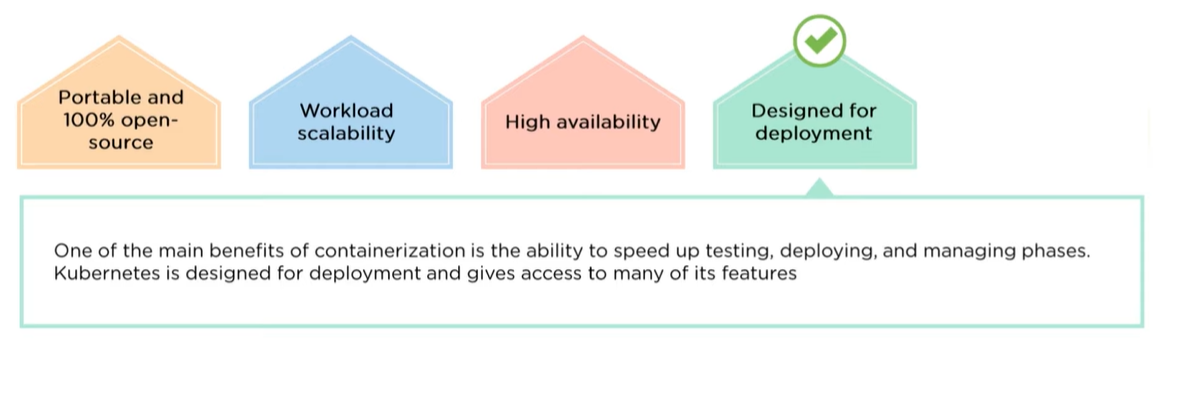 Portable and
100% open-
source
Workload
scalability
High availability
Designed for
deployment
One of the main benefits of containerization is the ability to speed up testing, deploying, and managing phases.
Kubernetes is designed for deployment and gives access to many of its features